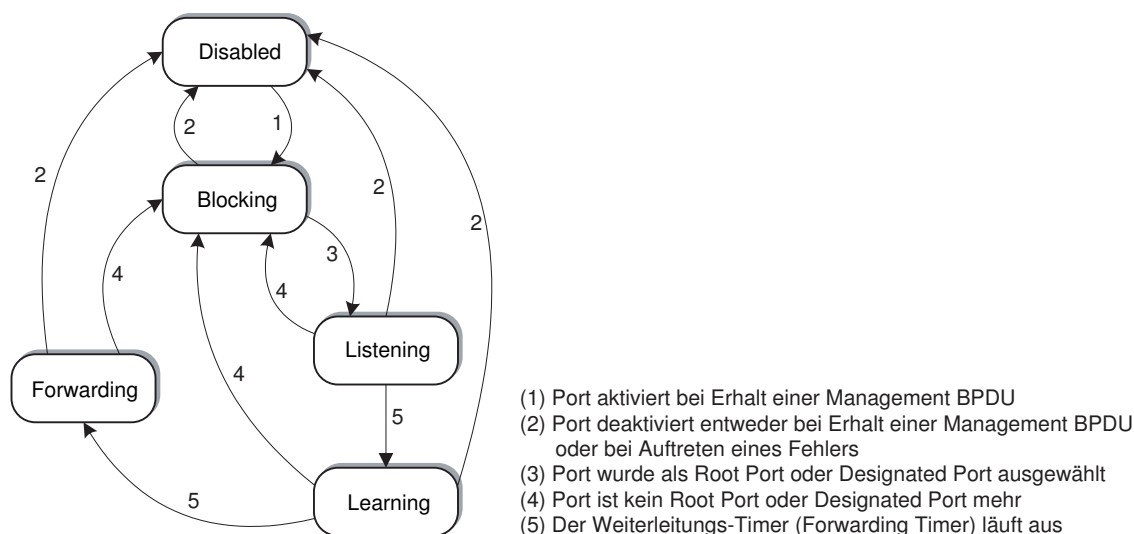 Disabled
2
1
2
Blocking
2
2
3
4
4
Listening
Forwarding
4
5
Learning
5
(1) Port aktiviert bei Erhalt einer Management BPDU
(2) Port deaktiviert entweder bei Erhalt einer Management BPDU
oder bei Auftreten eines Fehlers
(3) Port wurde als Root Port oder Designated Port ausgewählt
(4) Port ist kein Root Port oder Designated Port mehr
(5) Der Weiterleitungs-Timer (Forwarding Timer) läuft aus